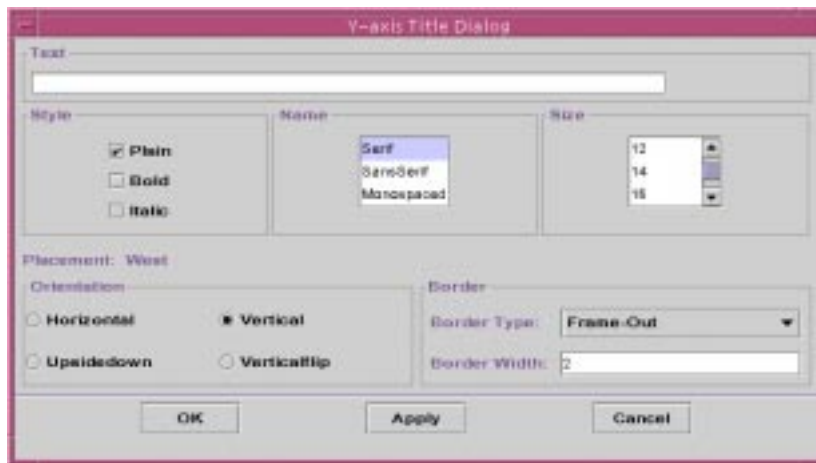 Y-axis Title Dialog
Text
Style
Name
Size
Plain
Bold
Italic
Serif
SansSerif
Monospaced
12
14
Placement: West
Orientation
Horizontal
Vertical
Upsidedown
Verticalflip
Border
Border Type: Frame-Out
Border Width: 2
OK
Apply
Cancel